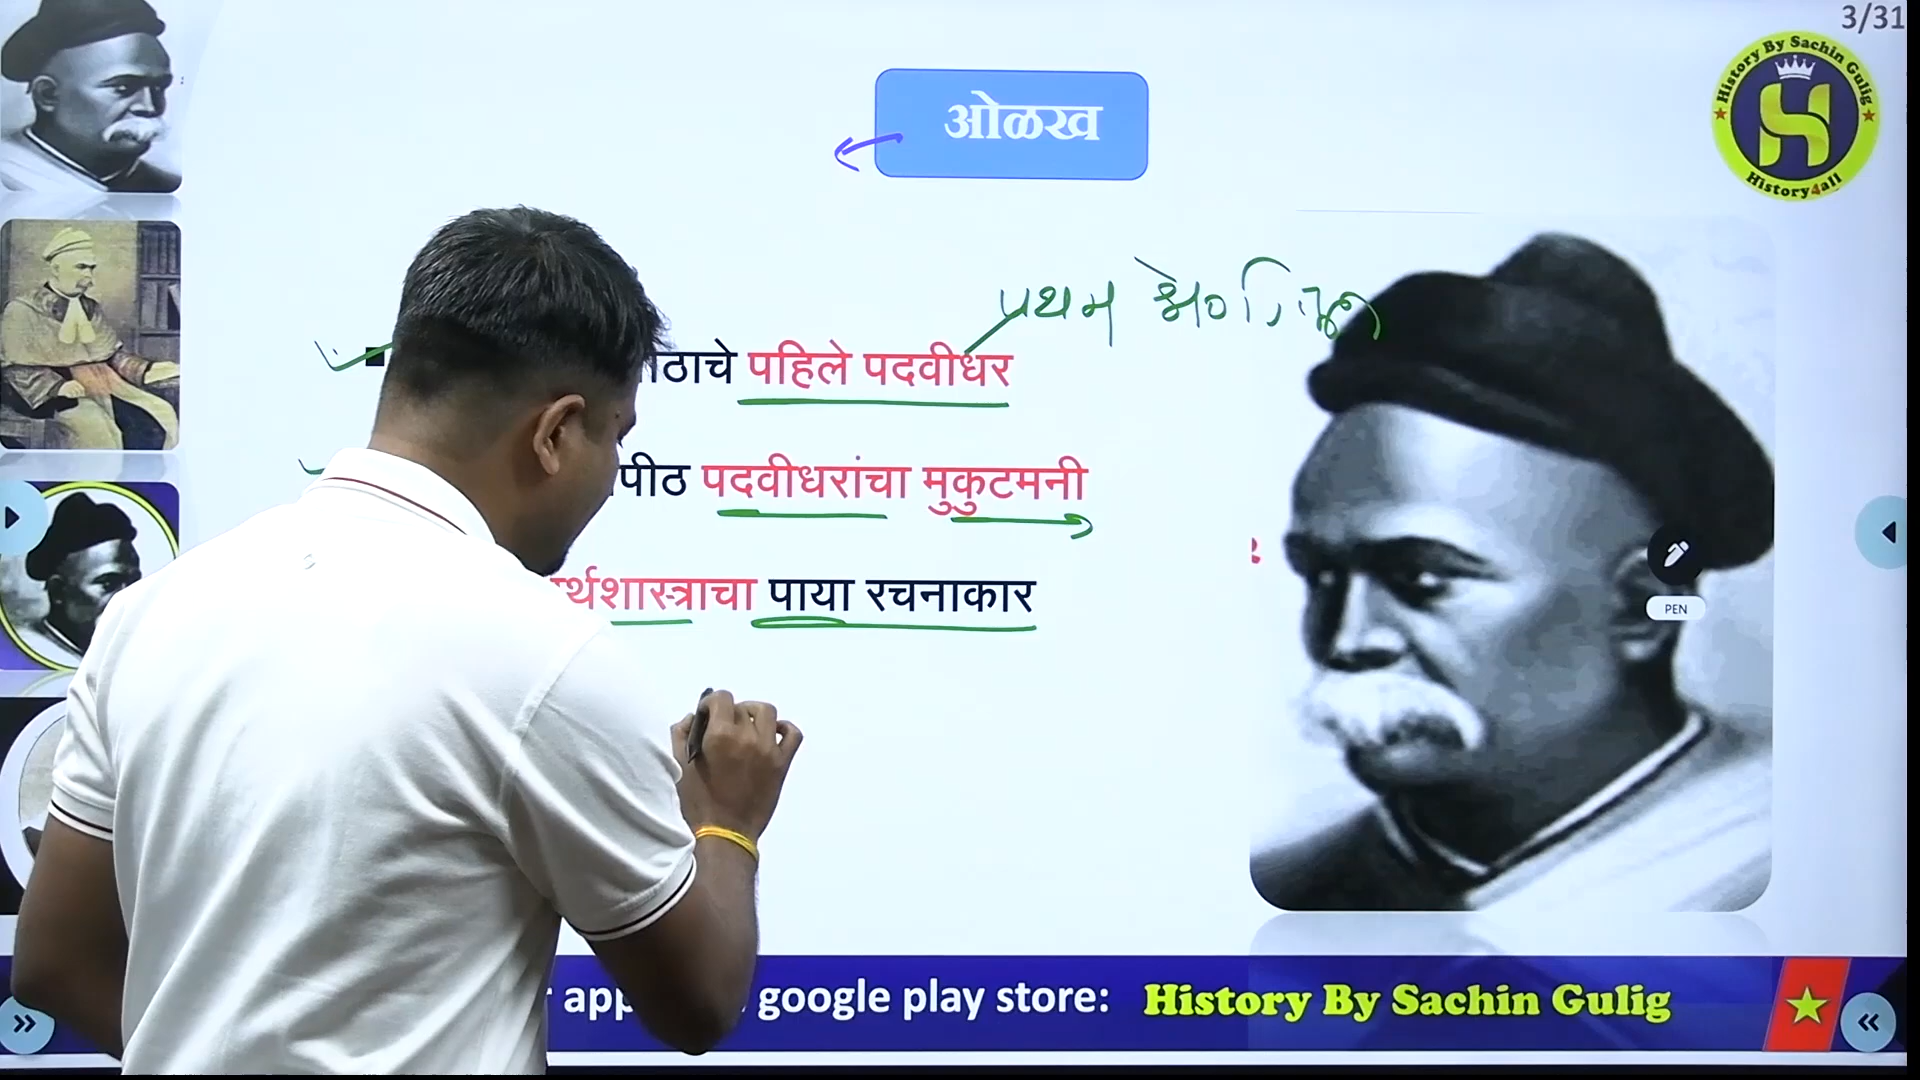 3/31
History By Sachin Gulig
History4all
ओळख
प्रथम
ाठाचे पहिले पदवीधर
पीठ पदवीधरांचा मुकुटमनी
र्थशास्त्राचा पाया रचनाकार
PEN
app google play store: History By Sachin Gulig